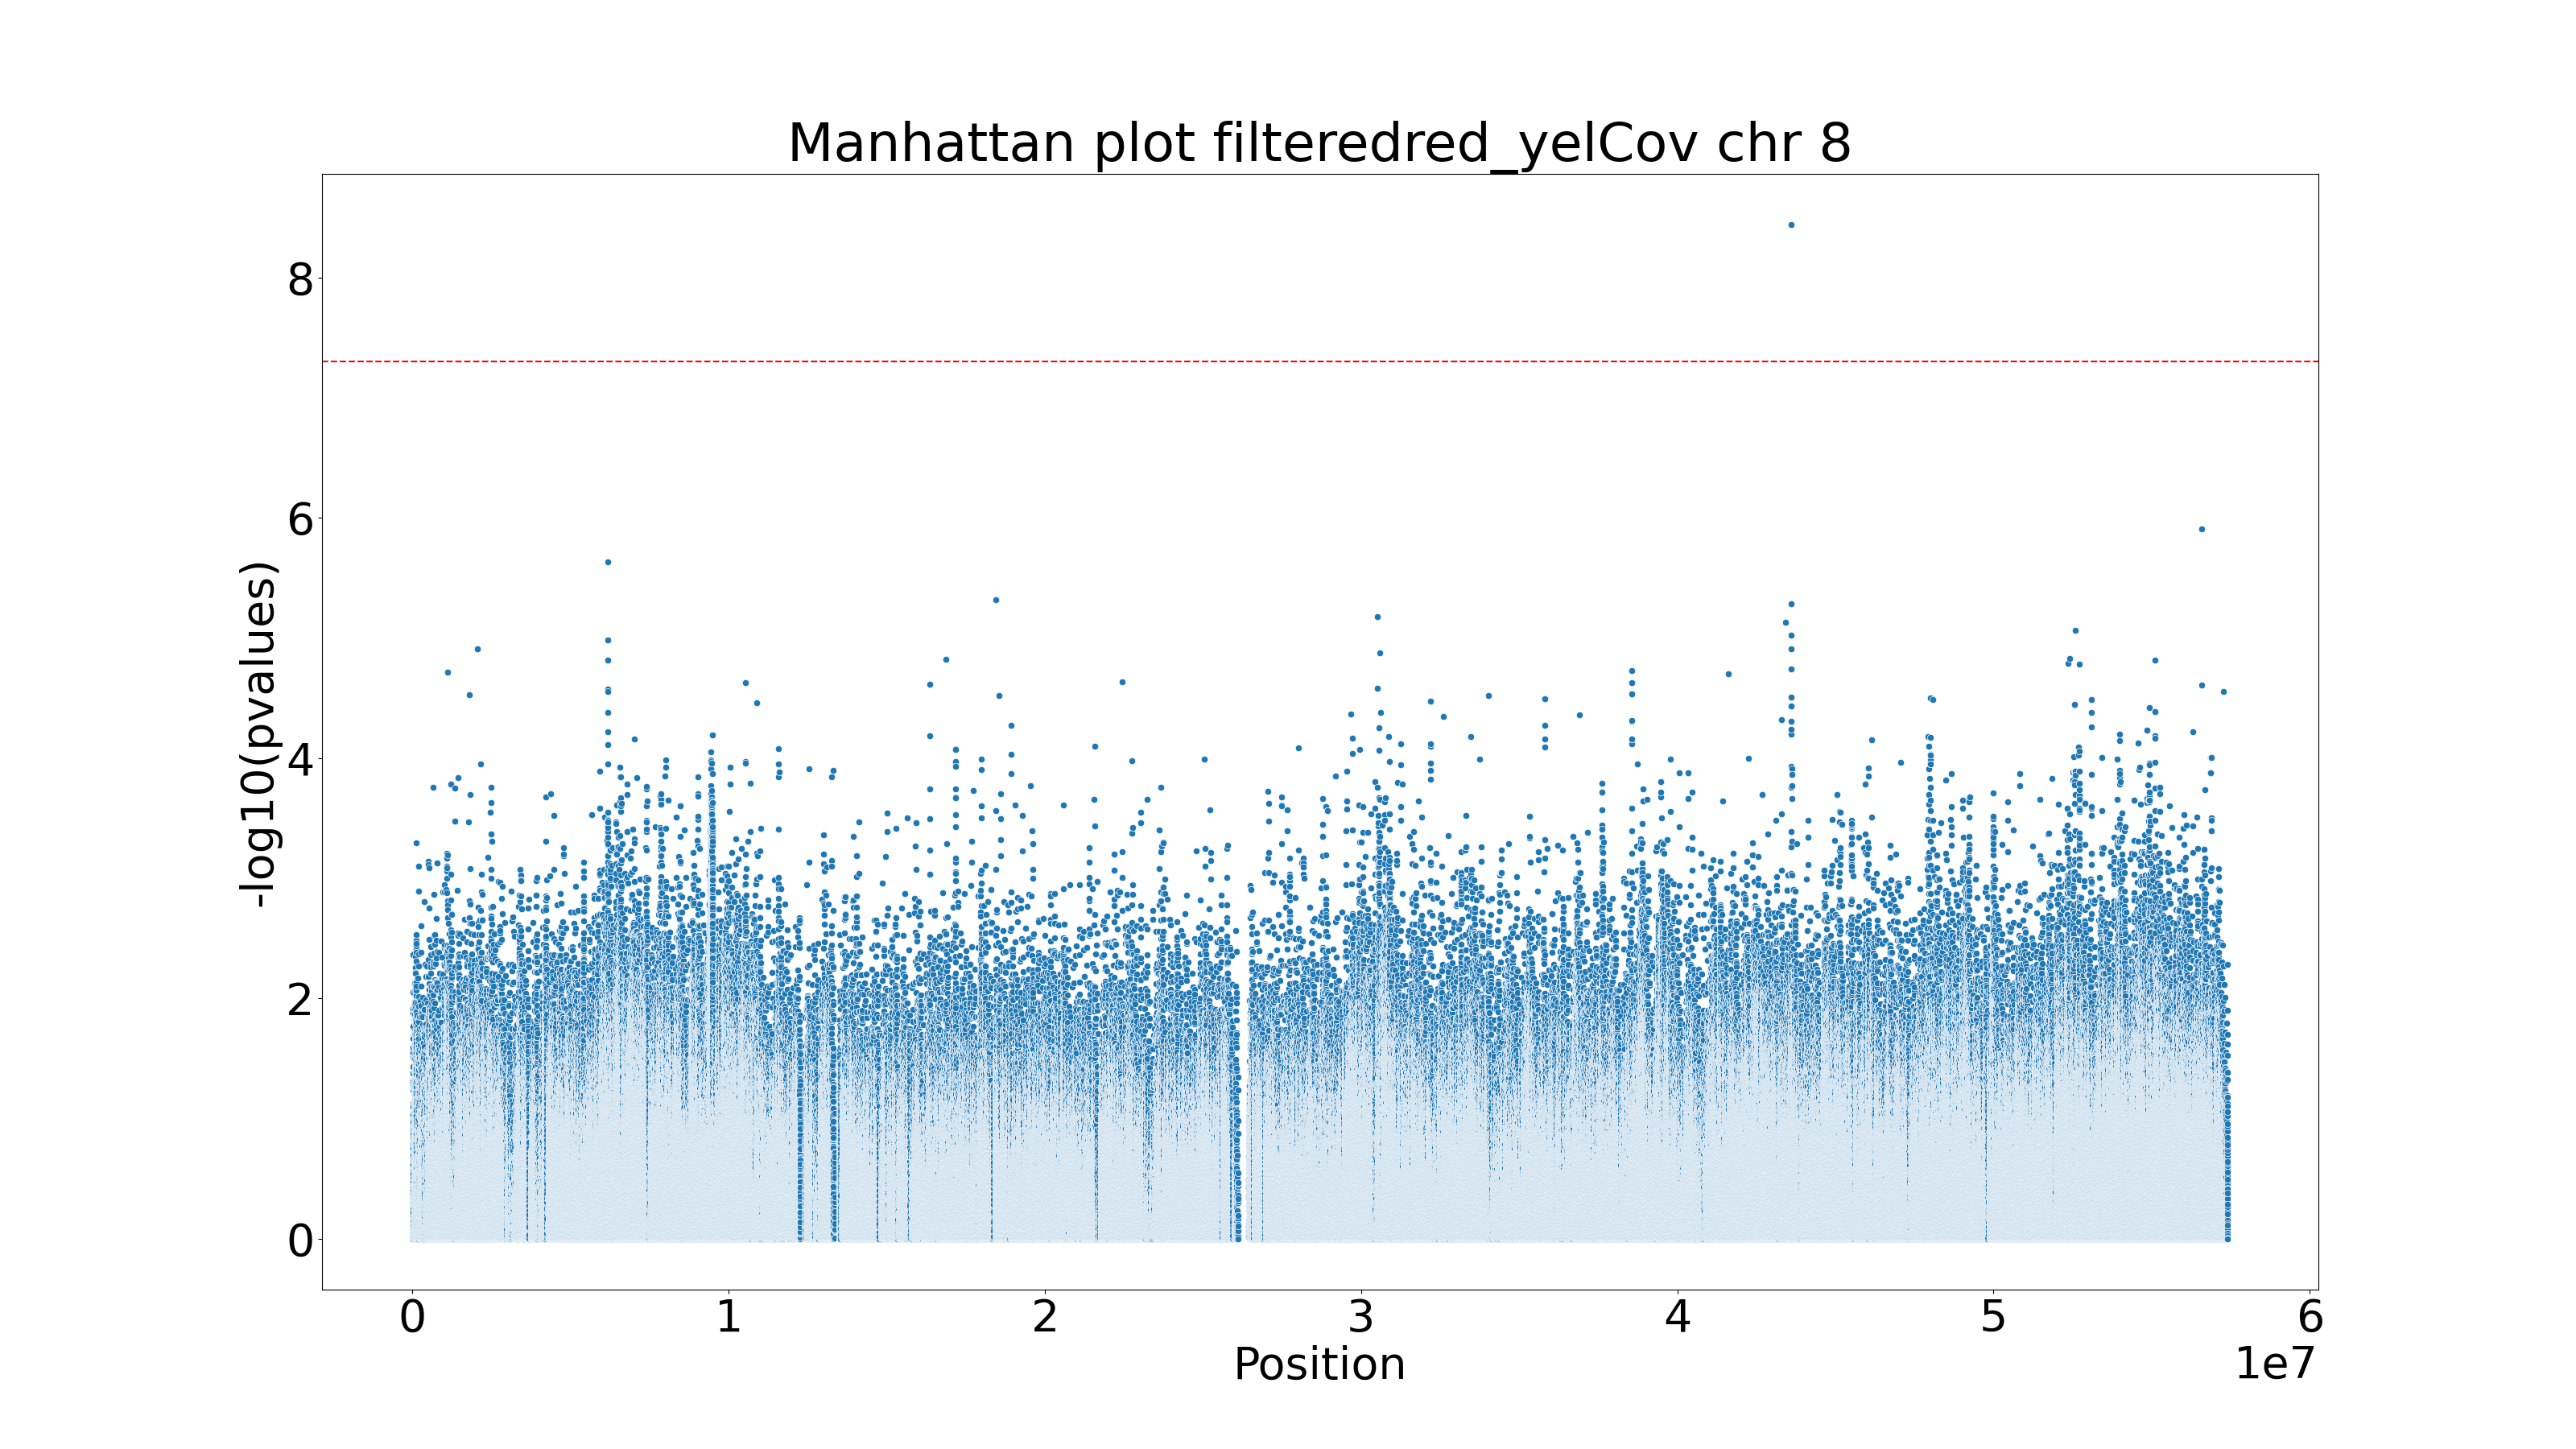 Manhattan plot filteredred_yelCov chr 8
-log10(pvalues)
8
6
4
2
0
0 1 2 3 4 5 6
Position
1e7